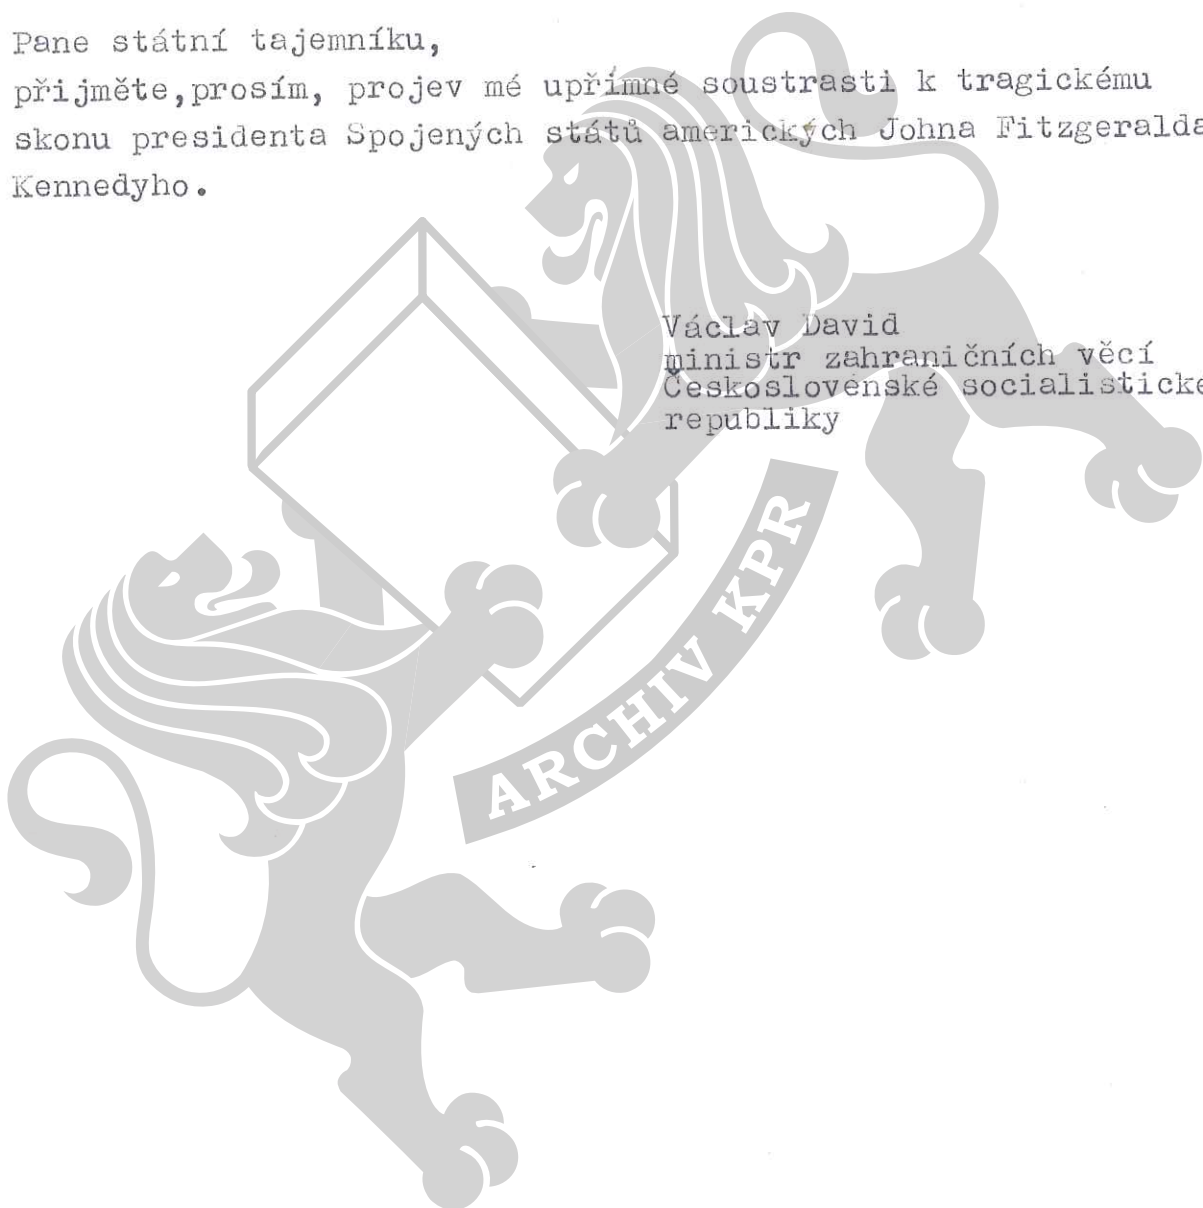 Pane státní tajemníku,
přijměte,prosím, projev mé upřímné soustrasti k tragickému
skonu presidenta Spojených států amerických Johna Fitzgeralda
Kennedyho.
Václav David
ministr zahraničních věcí
Československé socialistické
republiky
ARCHIV KPR